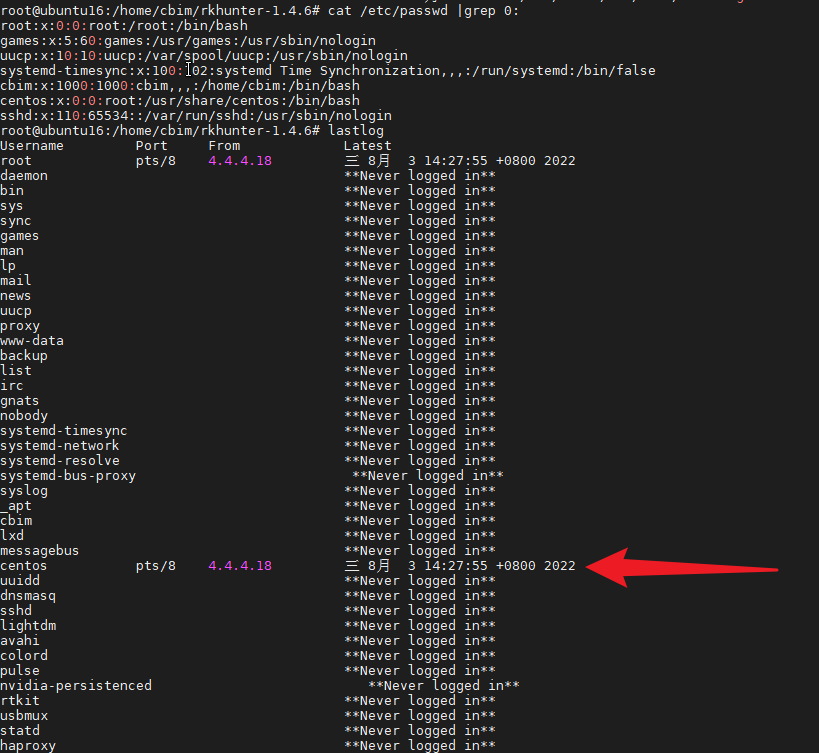 root@ubuntu16:/home/cbim/rkhunter-1.4.6# cat /etc/passwd |grep 0:
root:x:0:0:root:/root:/bin/bash
games:x:5:60:games:/usr/games:/usr/sbin/nologin
uucp:x:10:10:uucp:/var/spool/uucp:/usr/sbin/nologin
systemd-timesync:x:100:102:systemd Time Synchronization,,,:/run/systemd:/bin/false
cbim:x:1000:1000:cbim,,,:/home/cbim:/bin/bash
centos:x:0:0:root:/usr/share/centos:/bin/bash
sshd:x:110:65534::/var/run/sshd:/usr/sbin/nologin
root@ubuntu16:/home/cbim/rkhunter-1.4.6# lastlog
Username         Port     From             Latest
root             pts/8    4.4.4.18         三 8月  3 14:27:55 +0800 2022
daemon                                     **Never logged in**
bin                                        **Never logged in**
sys                                        **Never logged in**
sync                                       **Never logged in**
games                                      **Never logged in**
man                                        **Never logged in**
lp                                         **Never logged in**
mail                                       **Never logged in**
news                                       **Never logged in**
uucp                                       **Never logged in**
proxy                                      **Never logged in**
www-data                                   **Never logged in**
backup                                     **Never logged in**
list                                       **Never logged in**
irc                                        **Never logged in**
gnats                                      **Never logged in**
nobody                                     **Never logged in**
systemd-timesync                           **Never logged in**
systemd-network                            **Never logged in**
systemd-resolve                            **Never logged in**
systemd-bus-proxy                           **Never logged in**
syslog                                     **Never logged in**
_apt                                       **Never logged in**
cbim                                       **Never logged in**
lxd                                        **Never logged in**
messagebus                                 **Never logged in**
centos           pts/8    4.4.4.18         三 8月  3 14:27:55 +0800 2022
uuidd                                      **Never logged in**
dnsmasq                                    **Never logged in**
sshd                                       **Never logged in**
lightdm                                    **Never logged in**
avahi                                      **Never logged in**
colord                                     **Never logged in**
pulse                                      **Never logged in**
nvidia-persistenced                           **Never logged in**
rtkit                                      **Never logged in**
usbmux                                     **Never logged in**
statd                                      **Never logged in**
haproxy                                    **Never logged in**